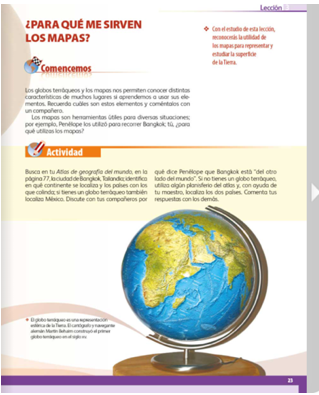 Lección
¿PARA QUÉ ME SIRVEN
LOS MAPAS?
❖ Con el estudio de esta lección,
reconocerás la utilidad de
los mapas para representar y
estudiar la superficie
de la Tierra.
Comencemos
Los globos terráqueos y los mapas nos permiten conocer distintas
características de muchos lugares si aprendemos a usar sus ele-
mentos. Recuerda cuáles son estos elementos y coméntalos con
un compañero.
Los mapas son herramientas útiles para diversas situaciones;
por ejemplo, Penélope los utilizó para recorrer Bangkok; tú, ¿para
qué utilizas los mapas?
Actividad
Busca en tu Atlas de geografía del mundo, en la
página 77, la ciudad de Bangkok, Tailandia; identifica
en qué continente se localiza y los países con los
que colinda; si tienes un globo terráqueo también
localiza México. Discute con tus compañeros por
qué dice Penélope que Bangkok está "del otro
lado del mundo". Si no tienes un globo terráqueo,
utiliza algún planisferio del atlas y, con ayuda de
tu maestro, localiza los dos países. Comenta tus
respuestas con los demás.
❖ El globo terráqueo es una representación
esférica de la Tierra. El cartógrafo y navegante
alemán Martin Behaim construyó el primer
globo terráqueo en el siglo XV.
23